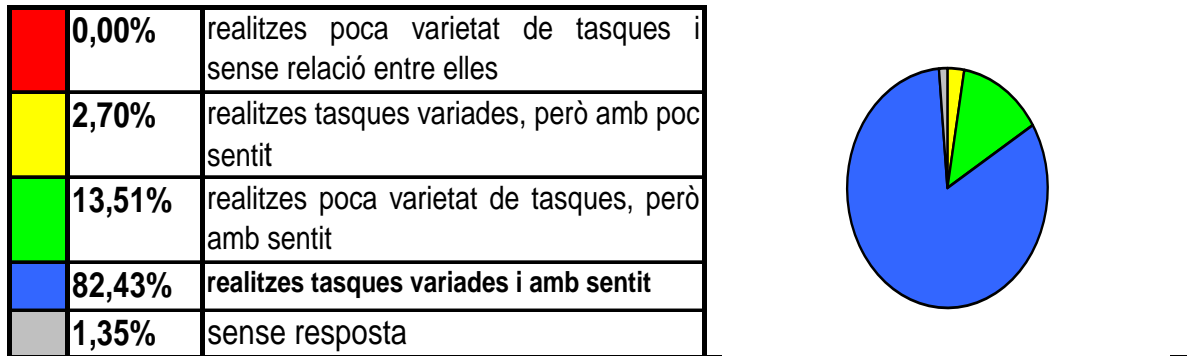 0,00% realitzes poca varietat de tasques i
sense relació entre elles
2,70% realitzes tasques variades, però amb poc
sentit
13,51% realitzes poca varietat de tasques, però
amb sentit
82,43% realitzes tasques variades i amb sentit
1,35% sense resposta